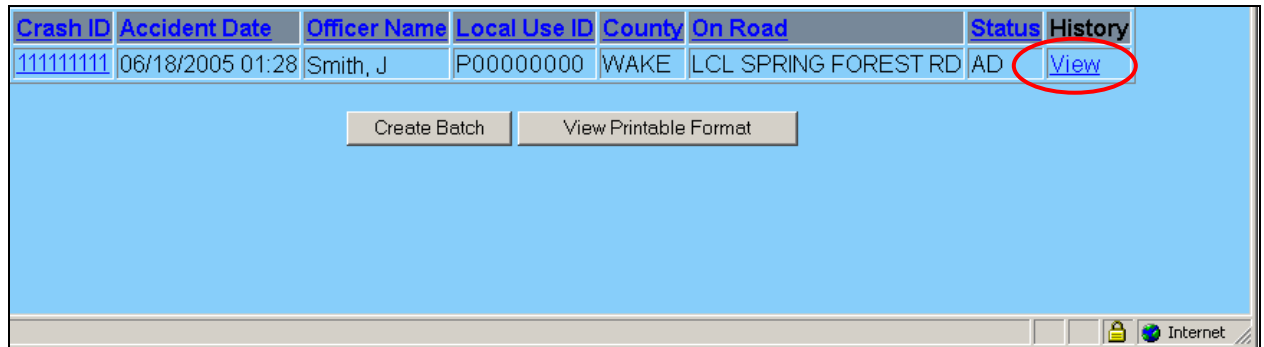 Crash ID Accident Date Officer Name Local Use ID County On Road Status History
111111111 06/18/2005 01:28 Smith, J P00000000 WAKE LCL SPRING FOREST RD AD View
Create Batch View Printable Format
Internet